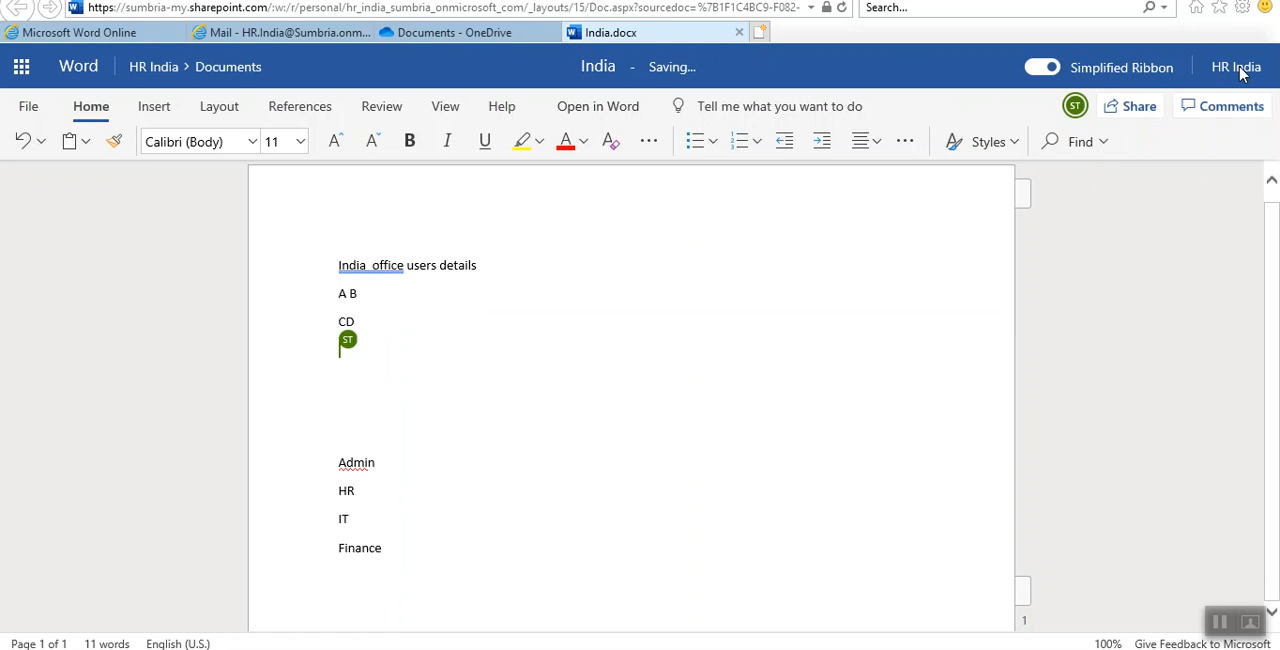 https://sumbria-my.sharepoint.com/:w:/r/personal/hr_india_sumbria_onmicrosoft_com/_layouts/15/Doc.aspx?sourcedoc=%7B1F1C4BC9-F082- Search...
Microsoft Word Online Mail - HR.India@Sumbria.onm... Documents - OneDrive India.docx
Word HR India > Documents India - Saving... Simplified Ribbon HR India
File Home Insert Layout References Review View Help Open in Word Tell me what you want to do ST Share Comments
Calibri (Body) 11 B I U A Styles Find
India  office users details
A B
CD
ST
Admin
HR
IT
Finance
1
Page 1 of 1 11 words English (U.S.) 100% Give Feedback to Microsoft